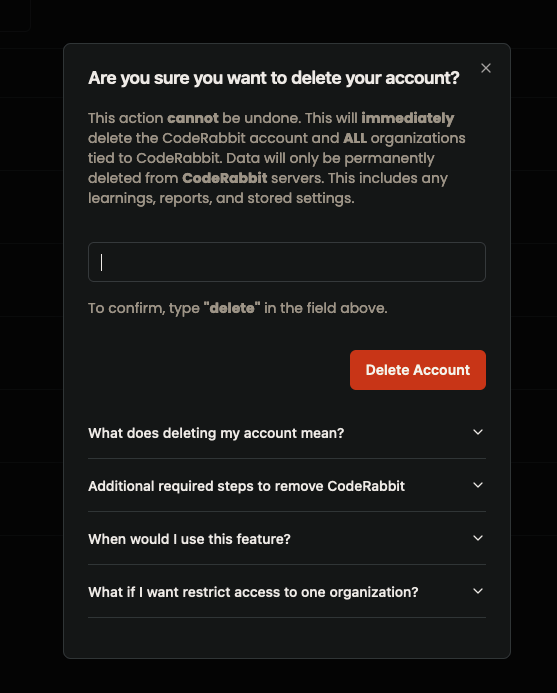 Are you sure you want to delete your account?
This action cannot be undone. This will immediately
delete the CodeRabbit account and ALL organizations
tied to CodeRabbit. Data will only be permanently
deleted from CodeRabbit servers. This includes any
learnings, reports, and stored settings.
To confirm, type "delete" in the field above.
Delete Account
What does deleting my account mean?
Additional required steps to remove CodeRabbit
When would I use this feature?
What if I want restrict access to one organization?